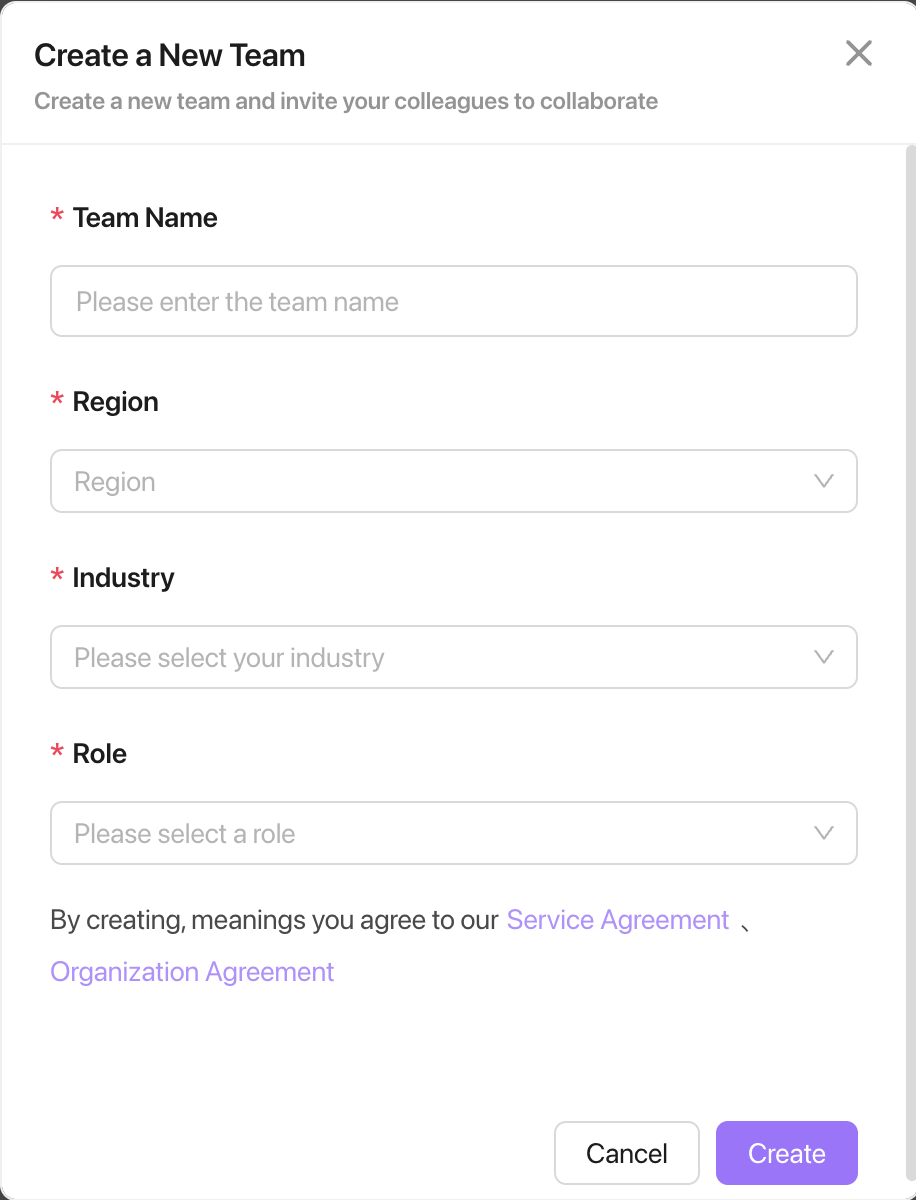 Create a New Team
Create a new team and invite your colleagues to collaborate
* Team Name
Please enter the team name
* Region
Region
* Industry
Please select your industry
* Role
Please select a role
By creating, meanings you agree to our Service Agreement 、
Organization Agreement
Cancel
Create